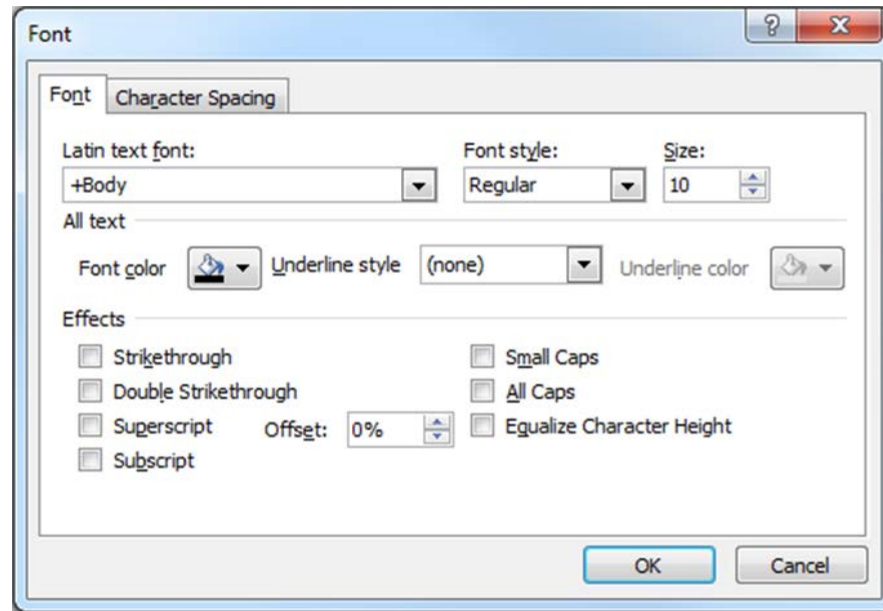 Font
Font Character Spacing
Latin text font: Font style: Size:
+Body Regular 10
All text
Font color Underline style (none) Underline color
Effects
Strikethrough Small Caps
Double Strikethrough All Caps
Superscript Offset: 0% Equalize Character Height
Subscript
OK Cancel